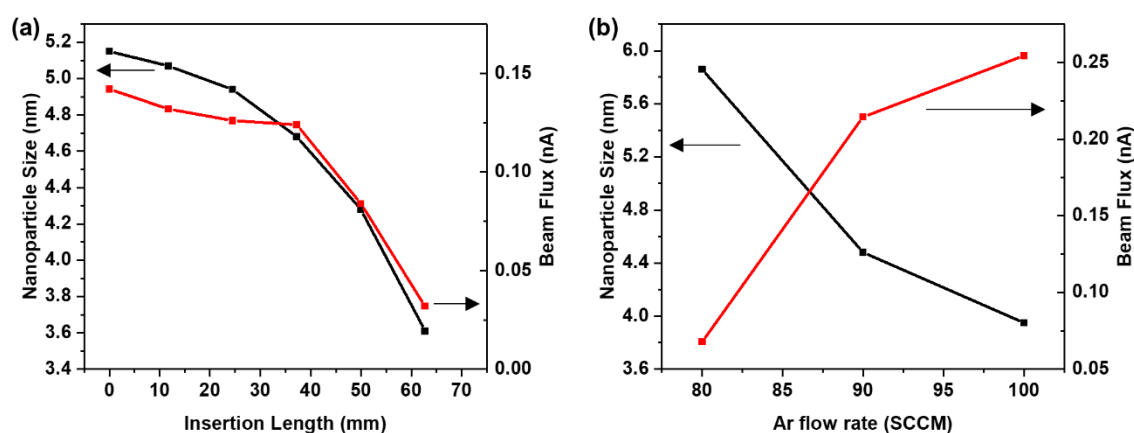 (a)
Nanoparticle Size (nm)
5.2
5.0
4.8
4.6
4.4
4.2
4.0
3.8
3.6
3.4
0 10 20 30 40 50 60 70
Insertion Length (mm)
0.15
0.10
0.05
0.00
Beam Flux (nA)
(b)
Nanoparticle Size (nm)
6.0
5.6
5.2
4.8
4.4
4.0
3.6
80 85 90 95 100
Ar flow rate (SCCM)
0.25
0.20
0.15
0.10
0.05
Beam Flux (nA)